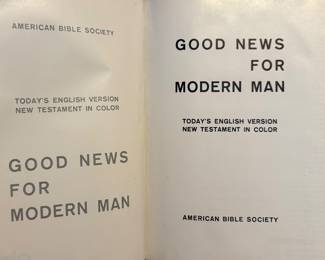 AMERICAN BIBLE SOCIETY
TODAY'S ENGLISH VERSION
NEW TESTAMENT IN COLOR
GOOD NEWS
FOR
MODERN MAN
GOOD NEWS
FOR
MODERN MAN
TODAY'S ENGLISH VERSION
NEW TESTAMENT IN COLOR
AMERICAN BIBLE SOCIETY